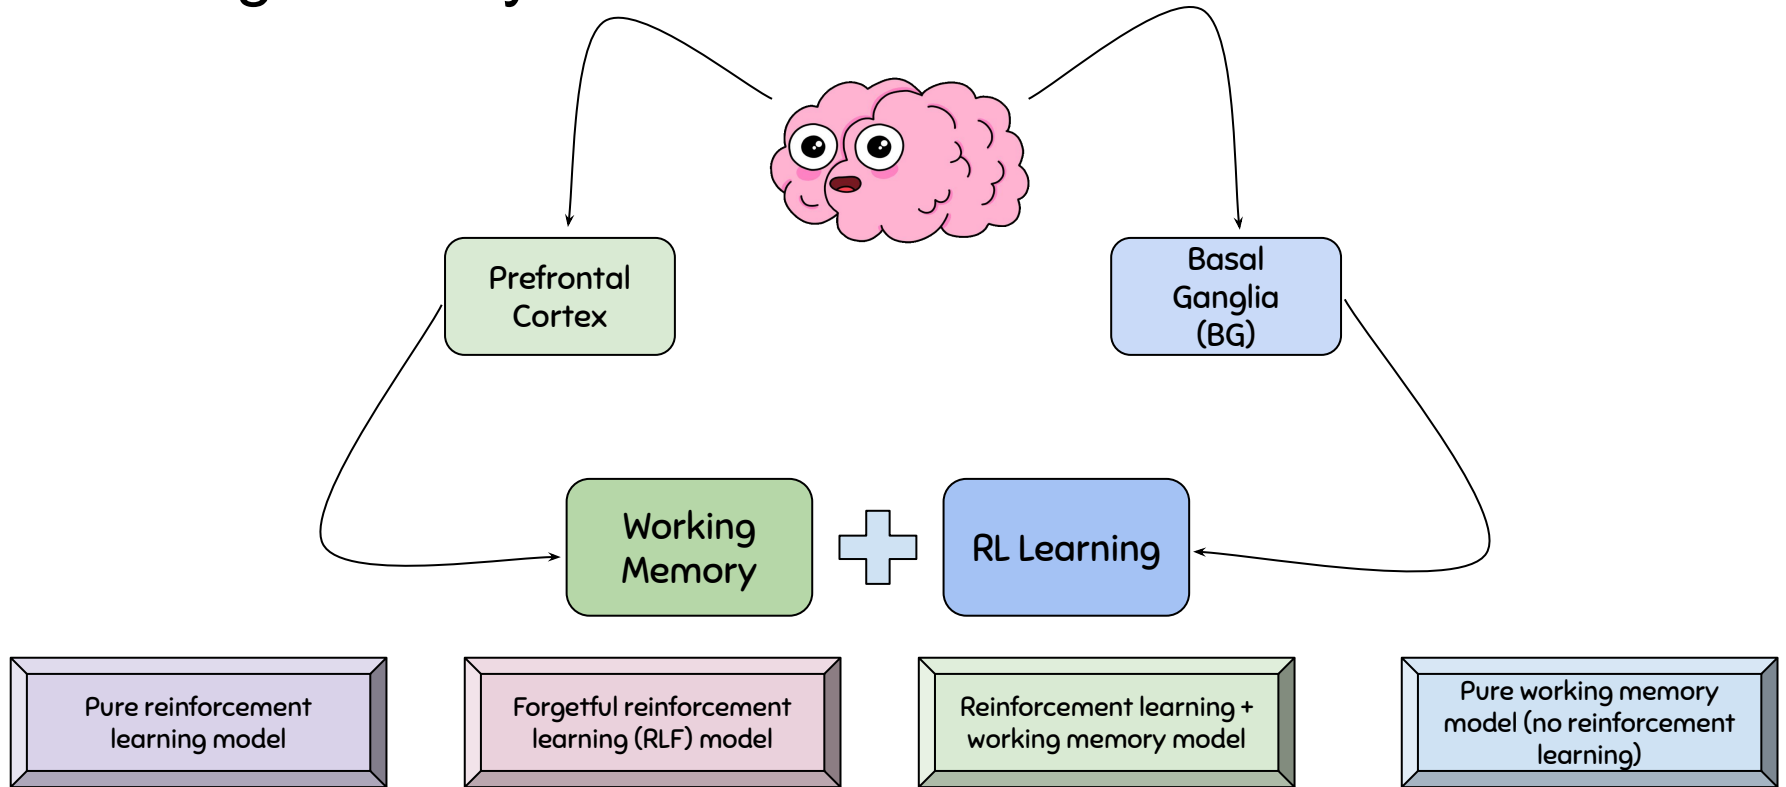 Prefrontal
Cortex
Basal
Ganglia
(BG)
Working
Memory
RL Learning
Pure reinforcement
learning model
Forgetful reinforcement
learning (RLF) model
Reinforcement learning +
working memory model
Pure working memory
model (no reinforcement
learning)